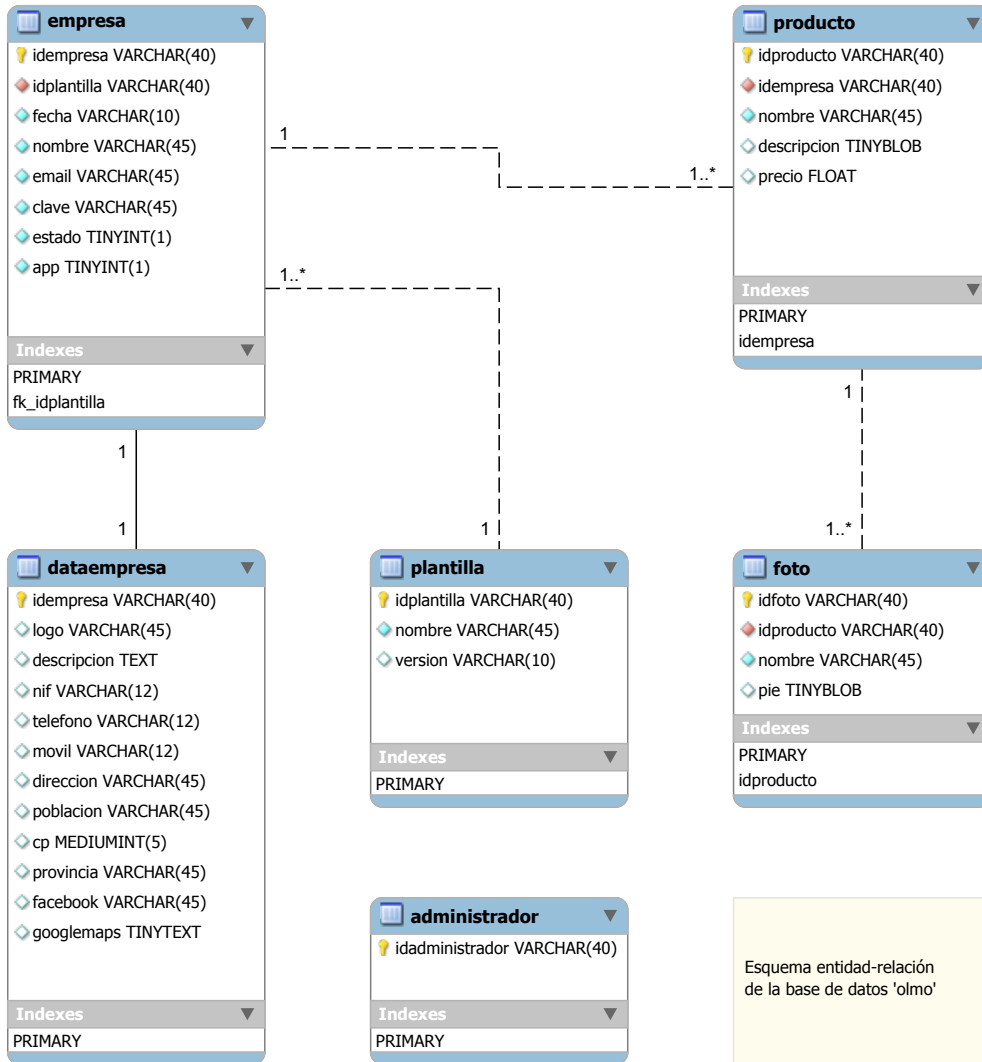 empresa
idempresa VARCHAR(40)
idplantilla VARCHAR(40)
fecha VARCHAR(10)
nombre VARCHAR(45)
email VARCHAR(45)
clave VARCHAR(45)
estado TINYINT(1)
app TINYINT(1)
Indexes
PRIMARY
fk_idplantilla
1
1..*
1..*
1
producto
idproducto VARCHAR(40)
idempresa VARCHAR(40)
nombre VARCHAR(45)
descripcion TINYBLOB
precio FLOAT
Indexes
PRIMARY
idempresa
1
1..*
1
1
dataempresa
idempresa VARCHAR(40)
logo VARCHAR(45)
descripcion TEXT
nif VARCHAR(12)
telefono VARCHAR(12)
movil VARCHAR(12)
direccion VARCHAR(45)
poblacion VARCHAR(45)
cp MEDIUMINT(5)
provincia VARCHAR(45)
facebook VARCHAR(45)
googlemaps TINYTEXT
Indexes
PRIMARY
plantilla
idplantilla VARCHAR(40)
nombre VARCHAR(45)
version VARCHAR(10)
Indexes
PRIMARY
foto
idfoto VARCHAR(40)
idproducto VARCHAR(40)
nombre VARCHAR(45)
pie TINYBLOB
Indexes
PRIMARY
idproducto
administrador
idadministrador VARCHAR(40)
Indexes
PRIMARY
Esquema entidad-relación
de la base de datos 'olmo'